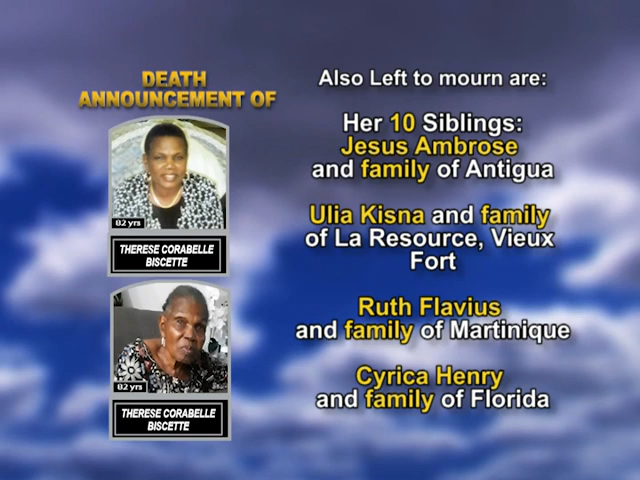 DEATH
ANNOUNCEMENT OF
82 yrs
THERESE CORABELLE
BISCETTE
82 yrs
THERESE CORABELLE
BISCETTE
Also Left to mourn are:
Her 10 Siblings:
Jesus Ambrose
and family of Antigua
Ulia Kisna and family
of La Resource, Vieux
Fort
Ruth Flavius
and family of Martinique
Cyrica Henry
and family of Florida